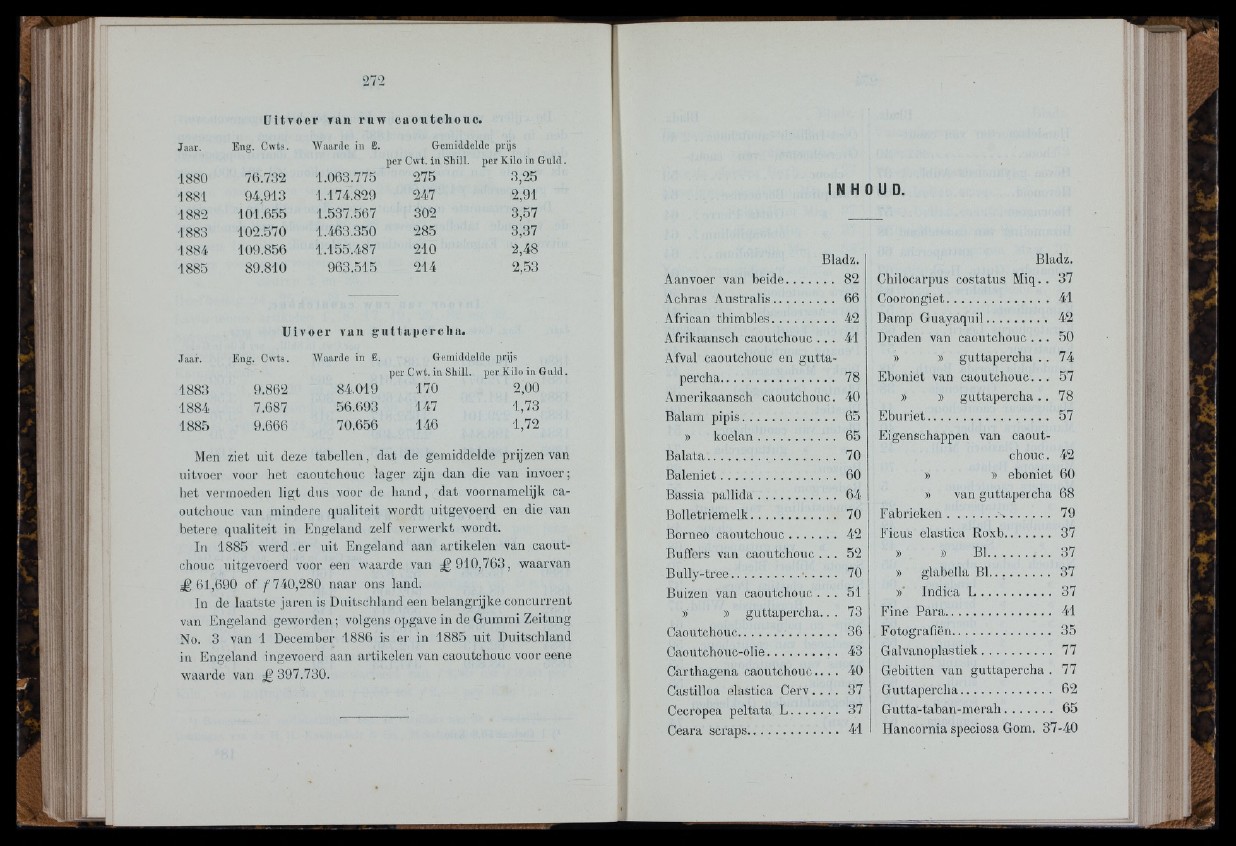 272
Uitvoer van ruw caoutchouc.
Jaar. Eng. Cwts. Waarde in £. Gemiddelde prijs
per Cwt. in Shill. per Kilo in Guld.
1880 76.732 1.063.775 275 3,25
1881 94,913 1.174.829 247 2,91
1882 101.655 1.537.567 302 3,57
1883 102.570 1.463.350 285 3,37
1884 109.856 1.155.487 210 2,48
1885 89.810 963,515 214 2,53
Uivoer van guttapercha.
Jaar. Eng. Cwts. Waarde in £. Gemiddelde prijs
per Cwt. in Shill. per Kilo in Guld.
1883 9.862 84.019 170 2,00
1884 7.687 56.693 147 1,73
1885 9.666 70.656 146 1,72
Men ziet uit deze tabellen, dat de gemiddelde prijzen van
uitvoer voor het caoutchouc lager zijn dan die van invoer;
het vermoeden ligt dus voor de hand, dat voornamelijk ca-
outchouc van mindere qualiteit wordt uitgevoerd en die van
betere qualiteit in Engeland zelf verwerkt wordt.
In 1885 werd er uit Engeland aan artikelen van caout-
chouc uitgevoerd voor een waarde van £ 910,763, waarvan
£ 61,690 of ƒ 740,280 naar ons land.
In de laatste jaren is Duitschland een belangrijke concurrent
van Engeland geworden; volgens opgave in de Gummi Zeitung
No. 3 van 1 December 1886 is er in 1885 uit Duitschland
in Engeland ingevoerd aan artikelen van caoutchouc voor eene
waarde van £ 397.730.
INHOUD.
Bladz.
Aanvoer van beide....... 82
Achras Australis.......... 66
African thimbles.......... 42
Afrikaansch caoutchouc ... 41
Afval caoutchouc en gutta-
percha................. 78
Amerikaansch caoutchouc. 40
Balam pipis.............. 65
» koelan............ 65
Balata................... 70
Baleniet................. 60
Bassia pallida............ 64
Bolletriemelk............. 70
Borneo caoutchouc........ 42
Buffers van caoutchouc... 52
Bully-tree................ 70
Buizen van caoutchouc... 51
» » guttapercha... 73
Caoutchouc............... 36
Caoutchouc-olie........... 43
Carthagena caoutchouc.... 40
Castilloa elastica Cerv.... 37
Cecropea peltata L........ 37
Ceara scraps.............. 41
Bladz.
Chilocarpus costatus Miq.. 37
Coorongiet............... 41
Damp Guayaquil.......... 42
Draden van caoutchouc... 50
» » guttapercha.. 74
Eboniet van caoutchouc... 57
» » guttapercha.. 78
Eburiet.................. 57
Eigenschappen van caout-
chouc. 42
» » eboniet 60
» van guttapercha 68
Fabrieken................ 79
Ficus elastica Roxb....... 37
» » Bl......... 37
» glabella Bl......... 37
» Indica L........... 37
Fine Para................ 41
Fotografiën............... 35
Galvanoplastiek........... 77
Gebitten van guttapercha. 77
Guttapercha.............. 62
Gutta-taban-merah........ 65
Hancornia speciosa Gom. 37-40